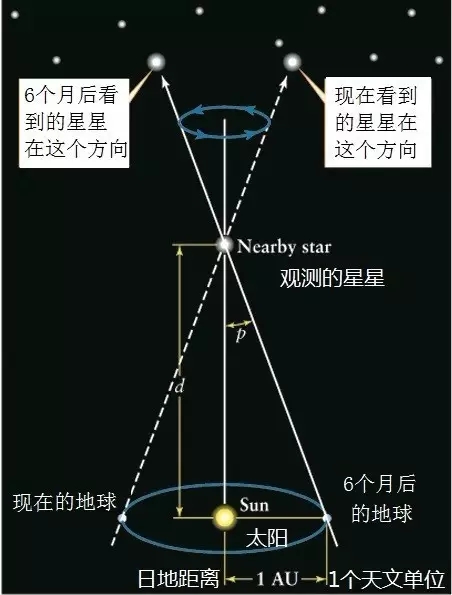 6个月后看
到的星星
在这个方向
现在看到
的星星在
这个方向
Nearby star
观测的星星
p
d
现在的地球
Sun
太阳
6个月后
的地球
日地距离
1 AU
1个天文单位